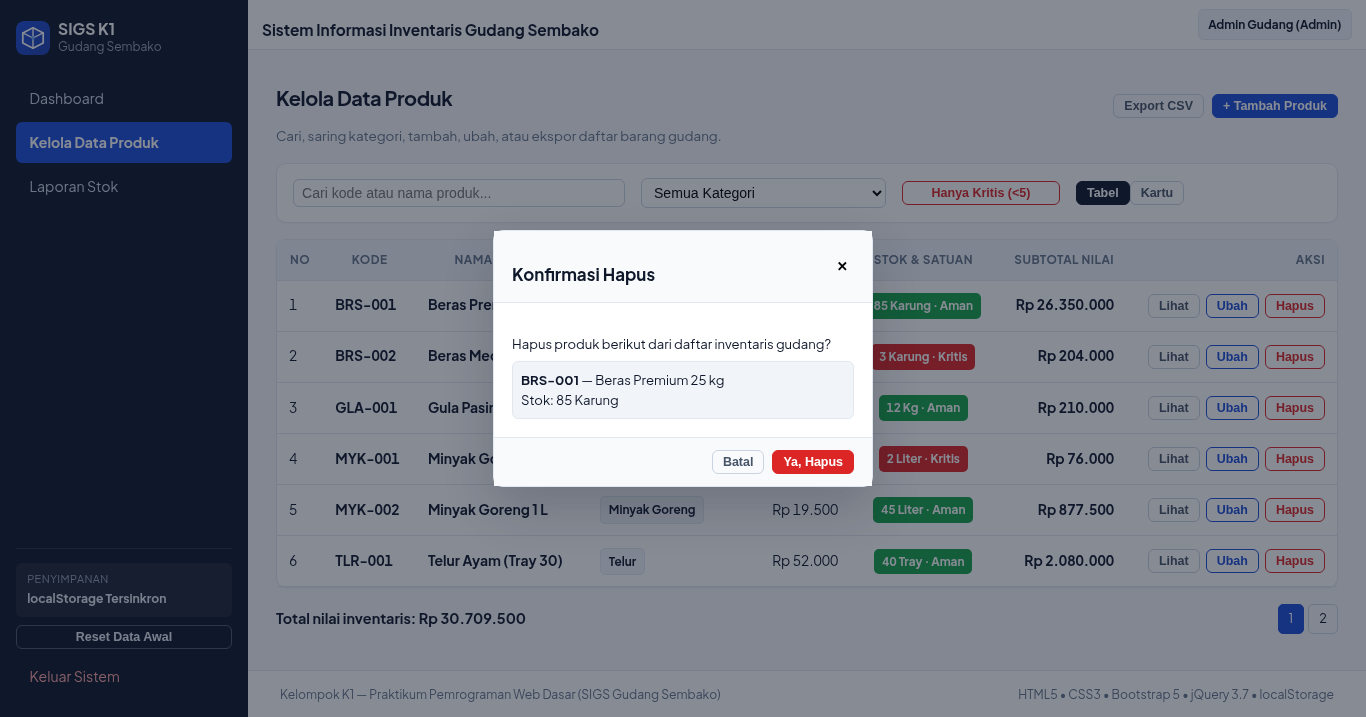 SIGS K1
Gudang Sembako
Dashboard
Kelola Data Produk
Laporan Stok
PENYIMPANAN
localStorage Tersinkron
Reset Data Awal
Keluar Sistem
Sistem Informasi Inventaris Gudang Sembako
Admin Gudang (Admin)
Kelola Data Produk
Cari, saring kategori, tambah, ubah, atau ekspor daftar barang gudang.
Export CSV
+ Tambah Produk
Cari kode atau nama produk...
Semua Kategori
Hanya Kritis (<5)
Tabel
Kartu
NO KODE NAMA STOK & SATUAN SUBTOTAL NILAI AKSI
1 BRS-001 Beras 85 Karung · Aman Rp 26.350.000 Lihat Ubah Hapus
2 BRS-002 Beras 3 Karung · Kritis Rp 204.000 Lihat Ubah Hapus
3 GLA-001 Gula Pasir 12 Kg · Aman Rp 210.000 Lihat Ubah Hapus
4 MYK-001 Minyak 2 Liter · Kritis Rp 76.000 Lihat Ubah Hapus
5 MYK-002 Minyak Goreng 1 L Minyak Goreng Rp 19.500 45 Liter · Aman Rp 877.500 Lihat Ubah Hapus
6 TLR-001 Telur Ayam (Tray 30) Telur Rp 52.000 40 Tray · Aman Rp 2.080.000 Lihat Ubah Hapus
Total nilai inventaris: Rp 30.709.500
1 2
Konfirmasi Hapus
×
Hapus produk berikut dari daftar inventaris gudang?
BRS-001 — Beras Premium 25 kg
Stok: 85 Karung
Batal
Ya, Hapus
Kelompok K1 — Praktikum Pemrograman Web Dasar (SIGS Gudang Sembako)
HTML5 • CSS3 • Bootstrap 5 • jQuery 3.7 • localStorage